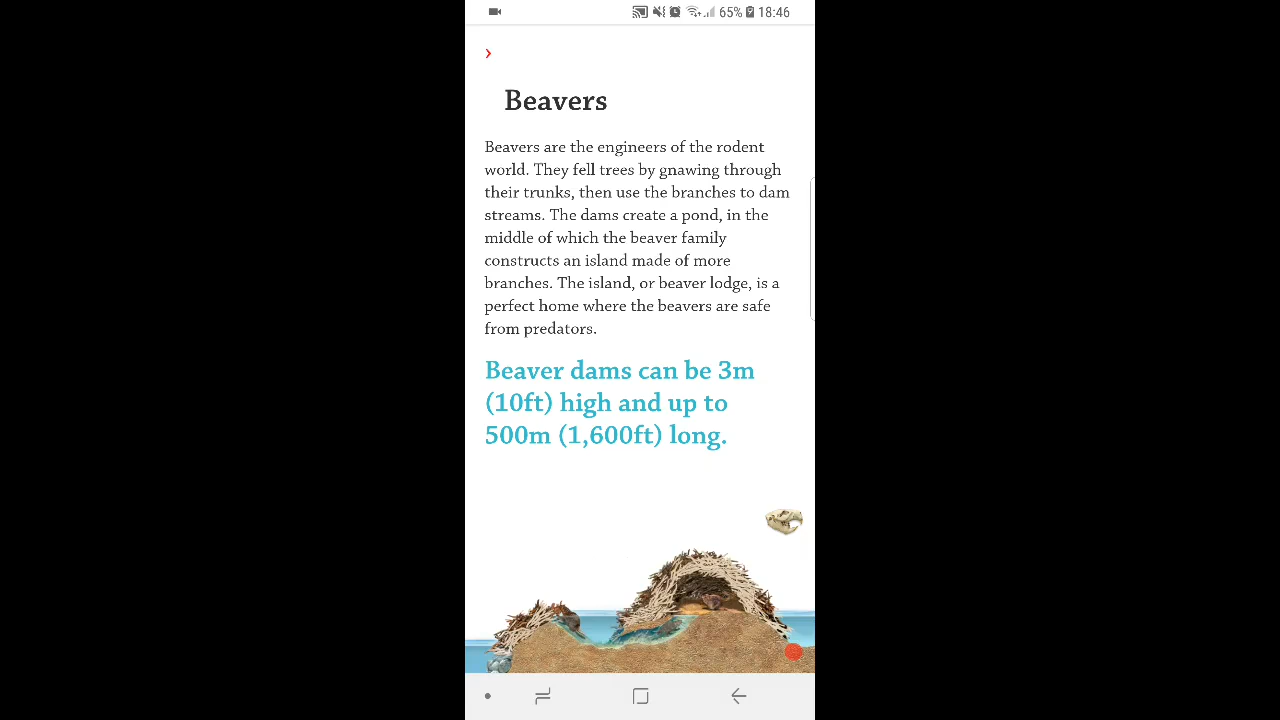 65% 18:46
Beavers
Beavers are the engineers of the rodent
world. They fell trees by gnawing through
their trunks, then use the branches to dam
streams. The dams create a pond, in the
middle of which the beaver family
constructs an island made of more
branches. The island, or beaver lodge, is a
perfect home where the beavers are safe
from predators.
Beaver dams can be 3m
(10ft) high and up to
500m (1,600ft) long.